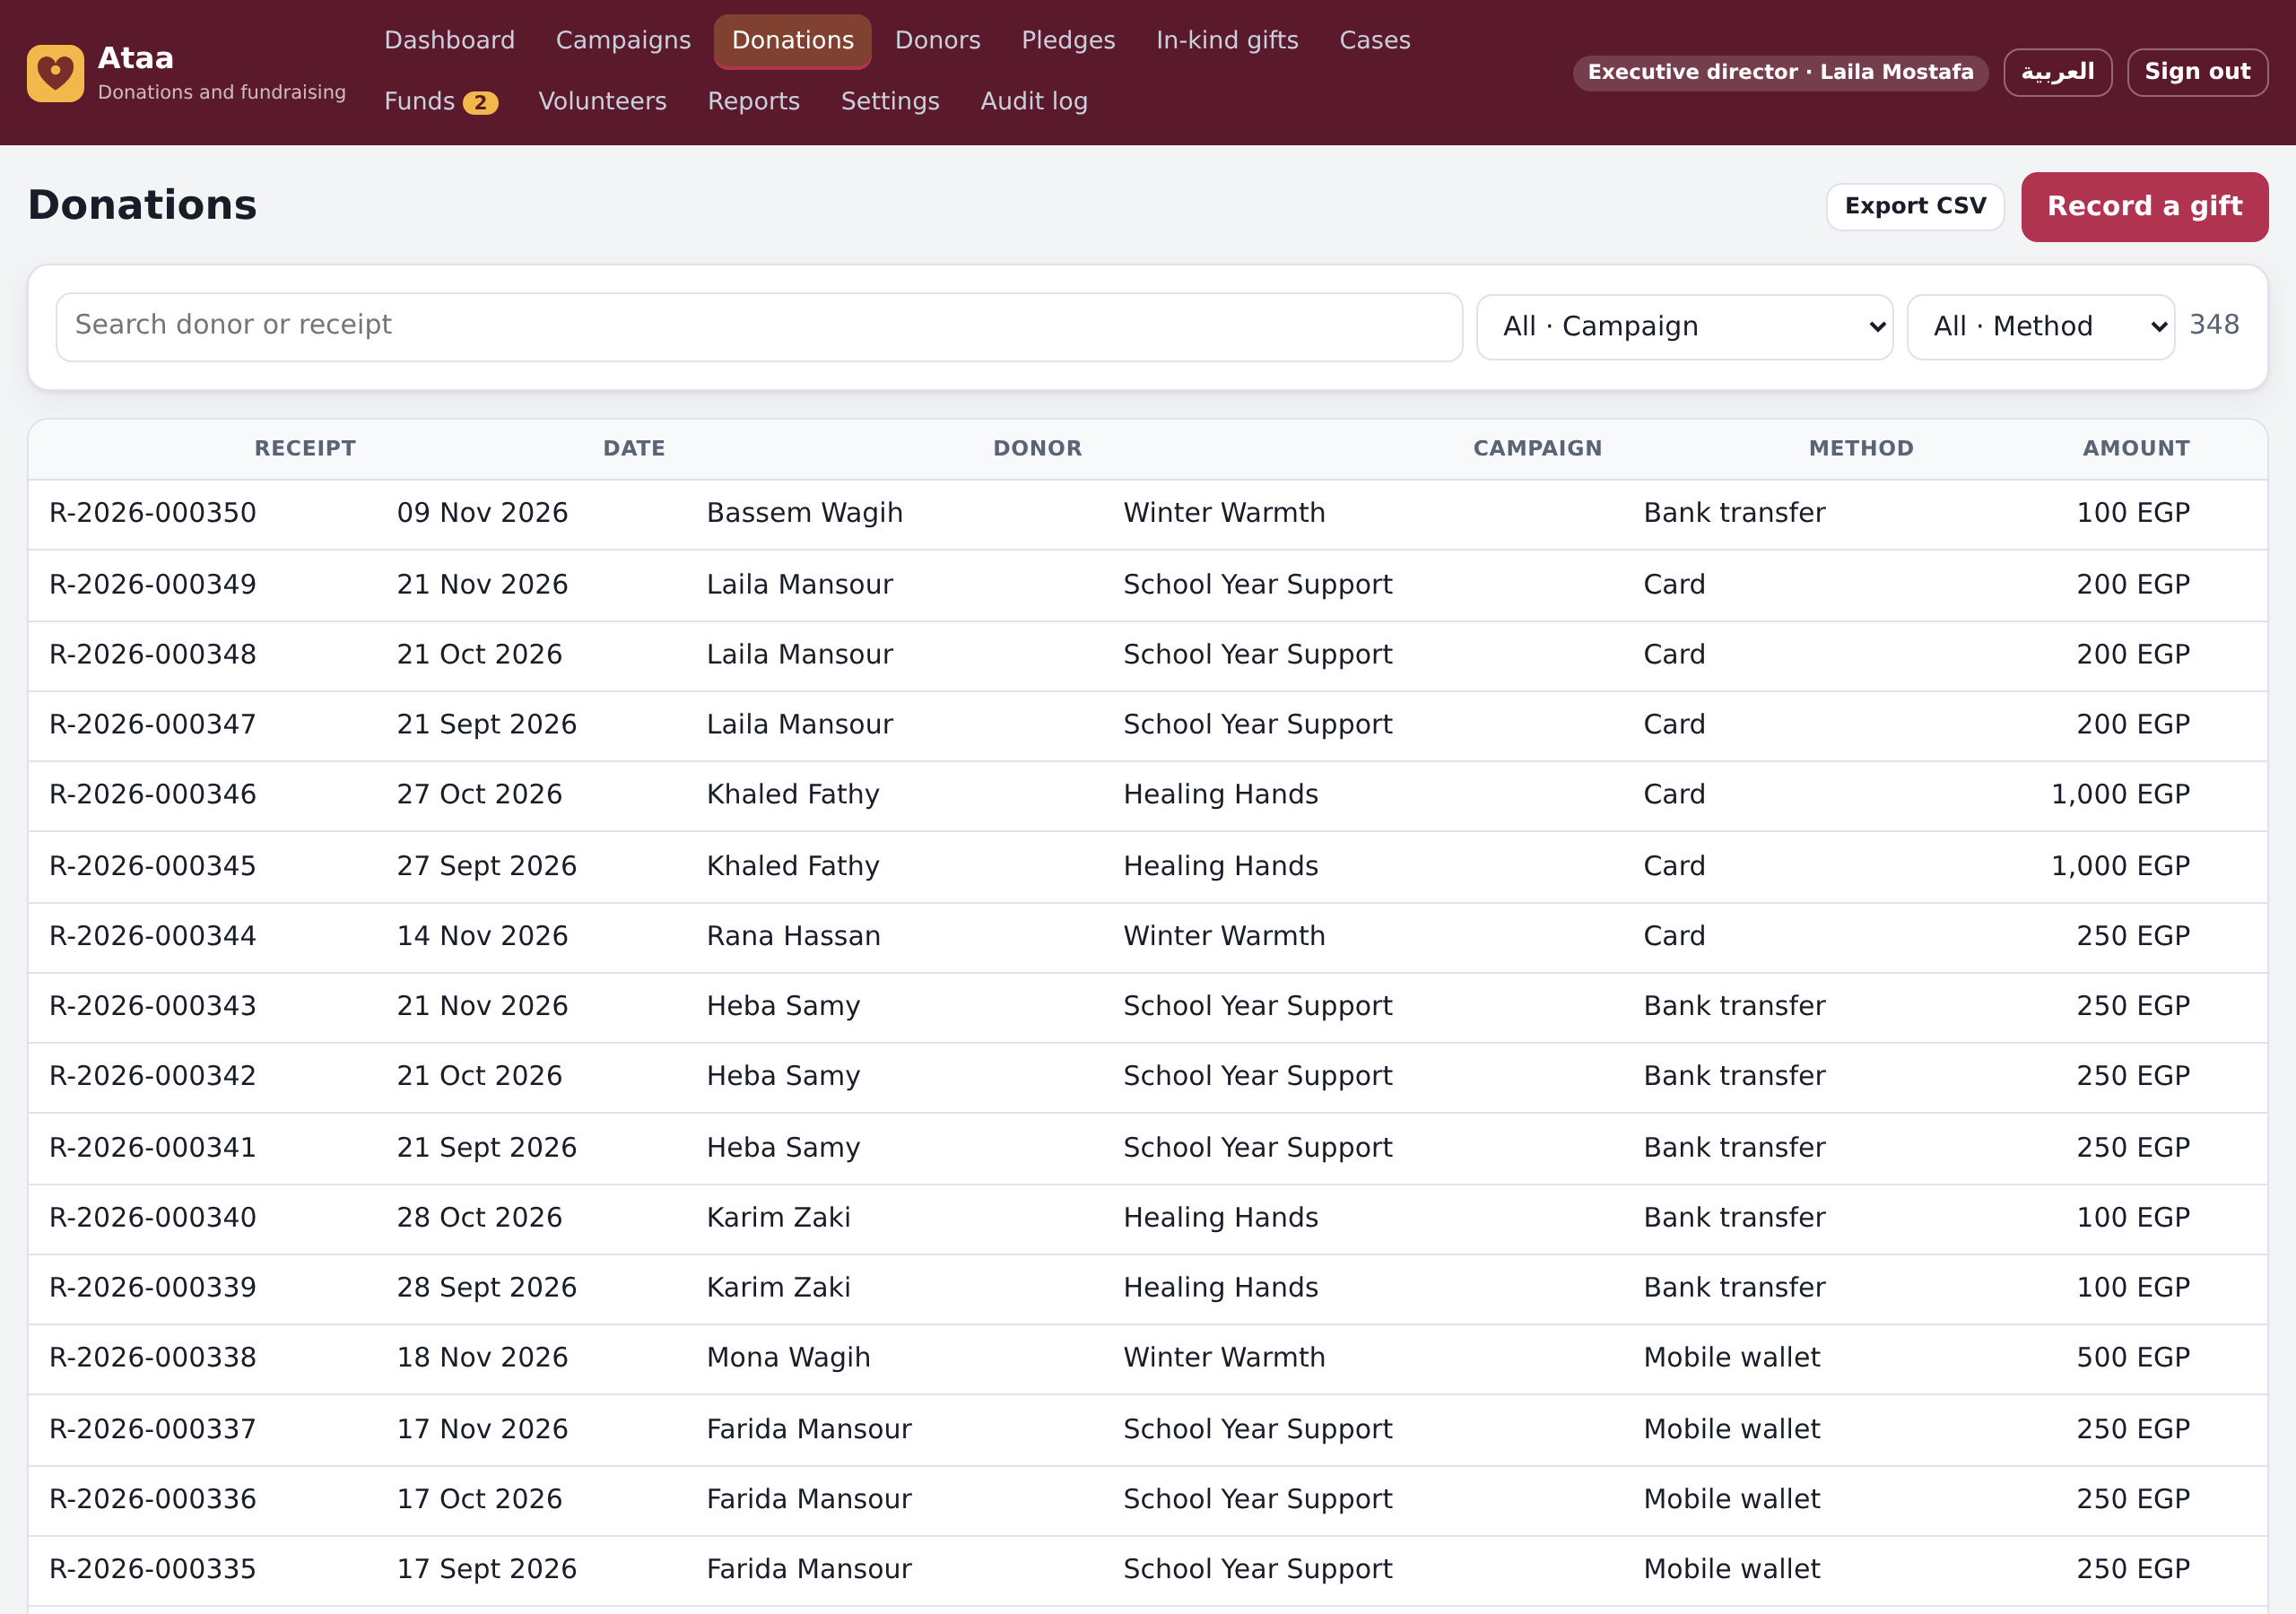 Ataa
Donations and fundraising
Dashboard Campaigns Donations Donors Pledges In-kind gifts Cases
Funds 2 Volunteers Reports Settings Audit log
Executive director · Laila Mostafa العربية Sign out
Donations
Export CSV Record a gift
Search donor or receipt All · Campaign All · Method 348
RECEIPT DATE DONOR CAMPAIGN METHOD AMOUNT
R-2026-000350 09 Nov 2026 Bassem Wagih Winter Warmth Bank transfer 100 EGP
R-2026-000349 21 Nov 2026 Laila Mansour School Year Support Card 200 EGP
R-2026-000348 21 Oct 2026 Laila Mansour School Year Support Card 200 EGP
R-2026-000347 21 Sept 2026 Laila Mansour School Year Support Card 200 EGP
R-2026-000346 27 Oct 2026 Khaled Fathy Healing Hands Card 1,000 EGP
R-2026-000345 27 Sept 2026 Khaled Fathy Healing Hands Card 1,000 EGP
R-2026-000344 14 Nov 2026 Rana Hassan Winter Warmth Card 250 EGP
R-2026-000343 21 Nov 2026 Heba Samy School Year Support Bank transfer 250 EGP
R-2026-000342 21 Oct 2026 Heba Samy School Year Support Bank transfer 250 EGP
R-2026-000341 21 Sept 2026 Heba Samy School Year Support Bank transfer 250 EGP
R-2026-000340 28 Oct 2026 Karim Zaki Healing Hands Bank transfer 100 EGP
R-2026-000339 28 Sept 2026 Karim Zaki Healing Hands Bank transfer 100 EGP
R-2026-000338 18 Nov 2026 Mona Wagih Winter Warmth Mobile wallet 500 EGP
R-2026-000337 17 Nov 2026 Farida Mansour School Year Support Mobile wallet 250 EGP
R-2026-000336 17 Oct 2026 Farida Mansour School Year Support Mobile wallet 250 EGP
R-2026-000335 17 Sept 2026 Farida Mansour School Year Support Mobile wallet 250 EGP